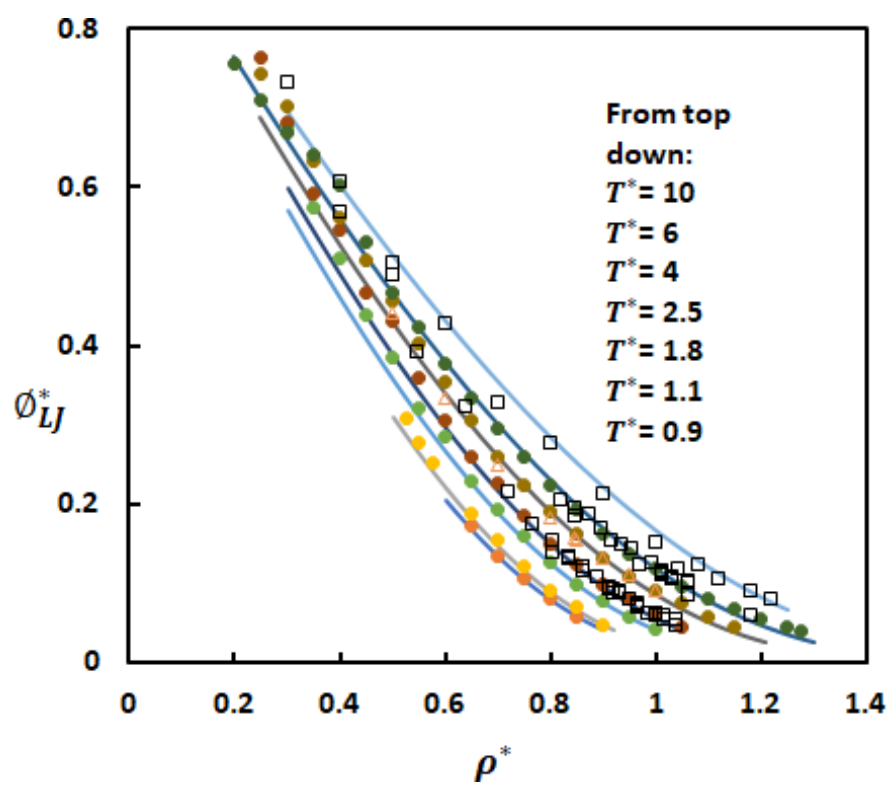 0.8
0.6
0.4
0.2
0
∅*LJ
From top
down:
T*= 10
T*= 6
T*= 4
T*= 2.5
T*= 1.8
T*= 1.1
T*= 0.9
0 0.2 0.4 0.6 0.8 1 1.2 1.4
ρ*